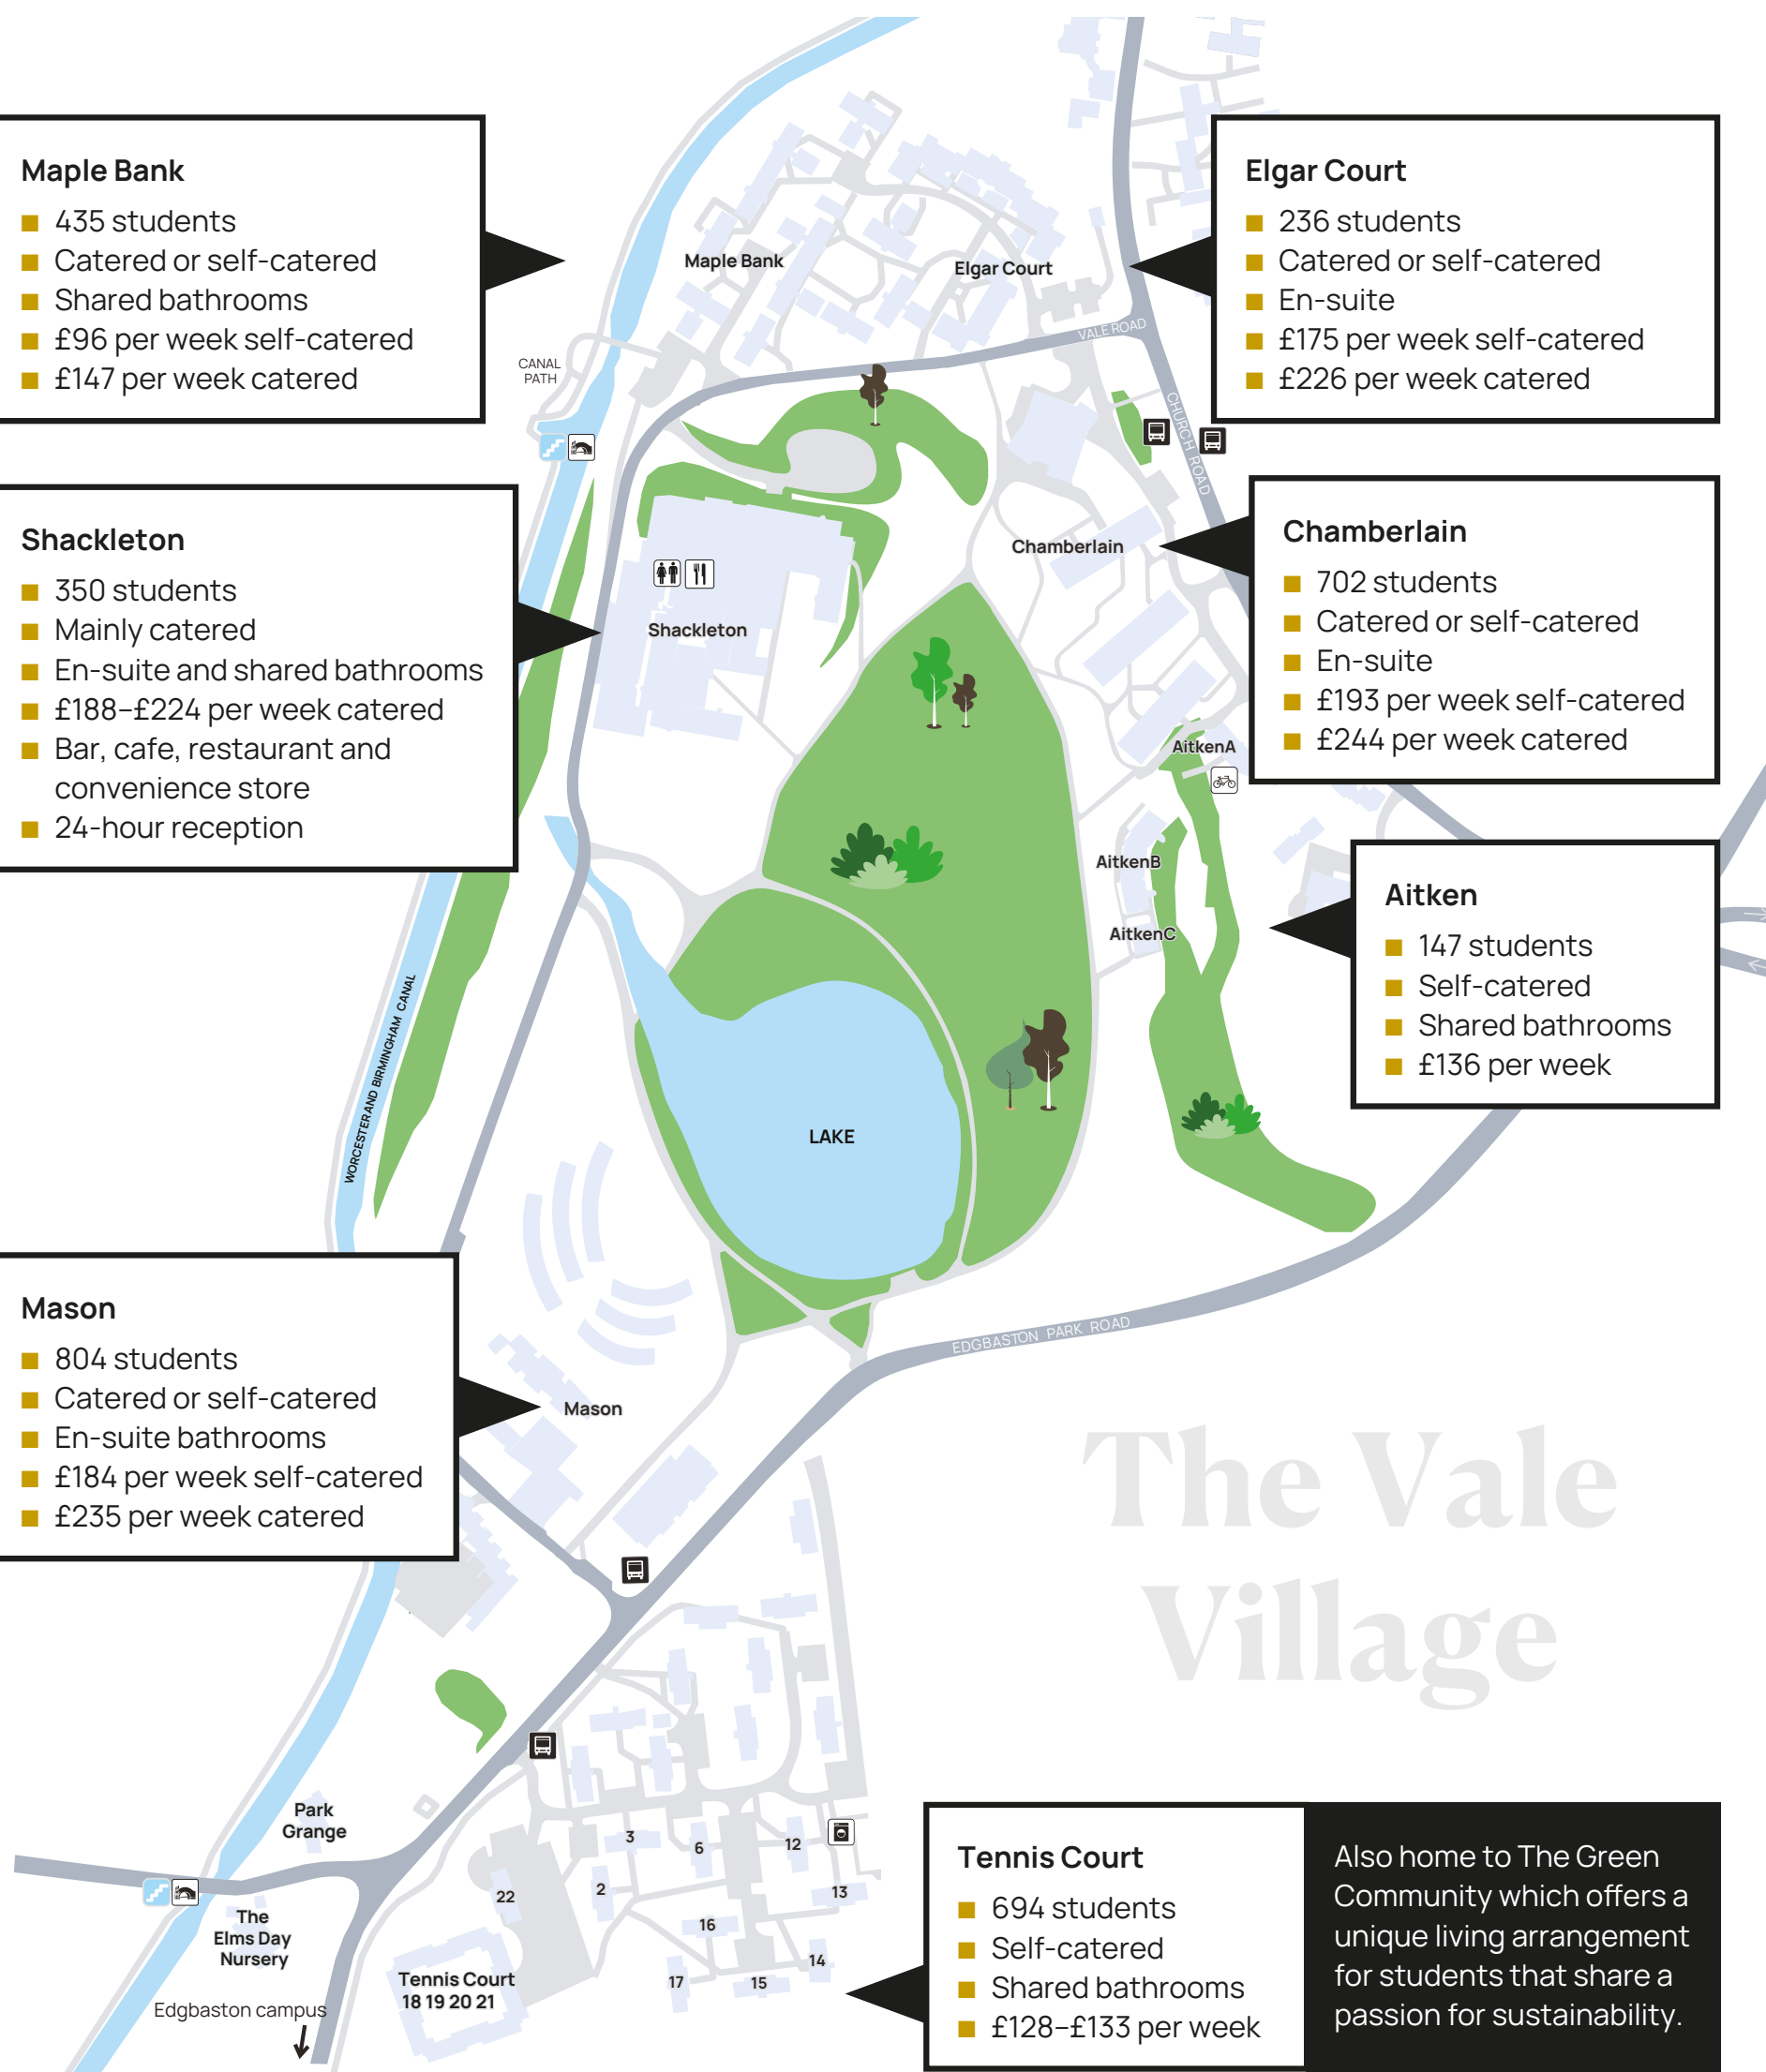 Maple Bank
435 students
Catered or self-catered
Shared bathrooms
£96 per week self-catered
£147 per week catered
Elgar Court
236 students
Catered or self-catered
En-suite
£175 per week self-catered
£226 per week catered
Maple Bank
Elgar Court
VALE ROAD
CANAL
PATH
CHURCH ROAD
Shackleton
350 students
Mainly catered
En-suite and shared bathrooms
£188–£224 per week catered
Bar, cafe, restaurant and
convenience store
24-hour reception
Shackleton
Chamberlain
Chamberlain
702 students
Catered or self-catered
En-suite
£193 per week self-catered
£244 per week catered
AitkenA
AitkenB
AitkenC
Aitken
147 students
Self-catered
Shared bathrooms
£136 per week
WORCESTER AND BIRMINGHAM CANAL
LAKE
EDGBASTON PARK ROAD
Mason
804 students
Catered or self-catered
En-suite bathrooms
£184 per week self-catered
£235 per week catered
Mason
The Vale
Village
Park
Grange
The
Elms Day
Nursery
Edgbaston campus
3
6
12
22
2
13
16
14
17
15
Tennis Court
18 19 20 21
Tennis Court
694 students
Self-catered
Shared bathrooms
£128–£133 per week
Also home to The Green
Community which offers a
unique living arrangement
for students that share a
passion for sustainability.